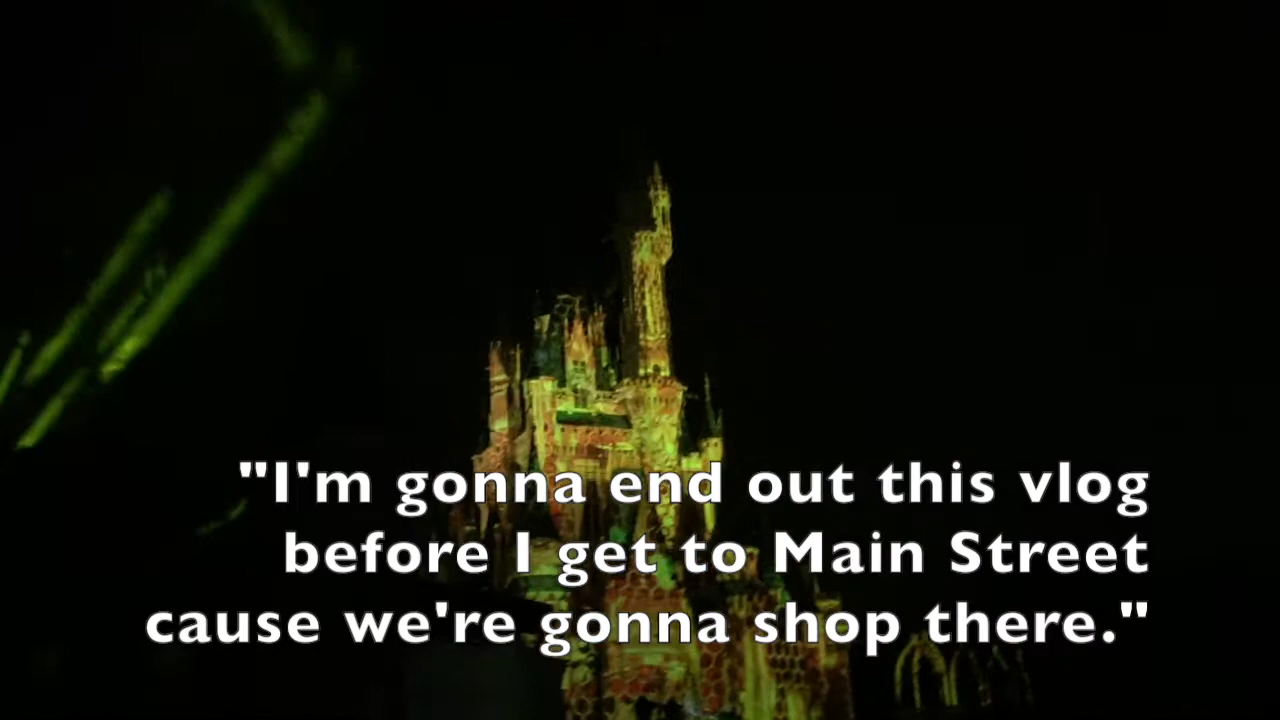 "I'm gonna end out this vlog
before I get to Main Street
cause we're gonna shop there."